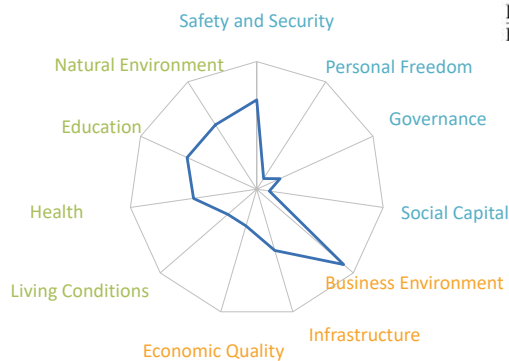 Safety and Security
Natural Environment
Personal Freedom
Education
Governance
Health
Social Capital
Living Conditions
Business Environment
Infrastructure
Economic Quality